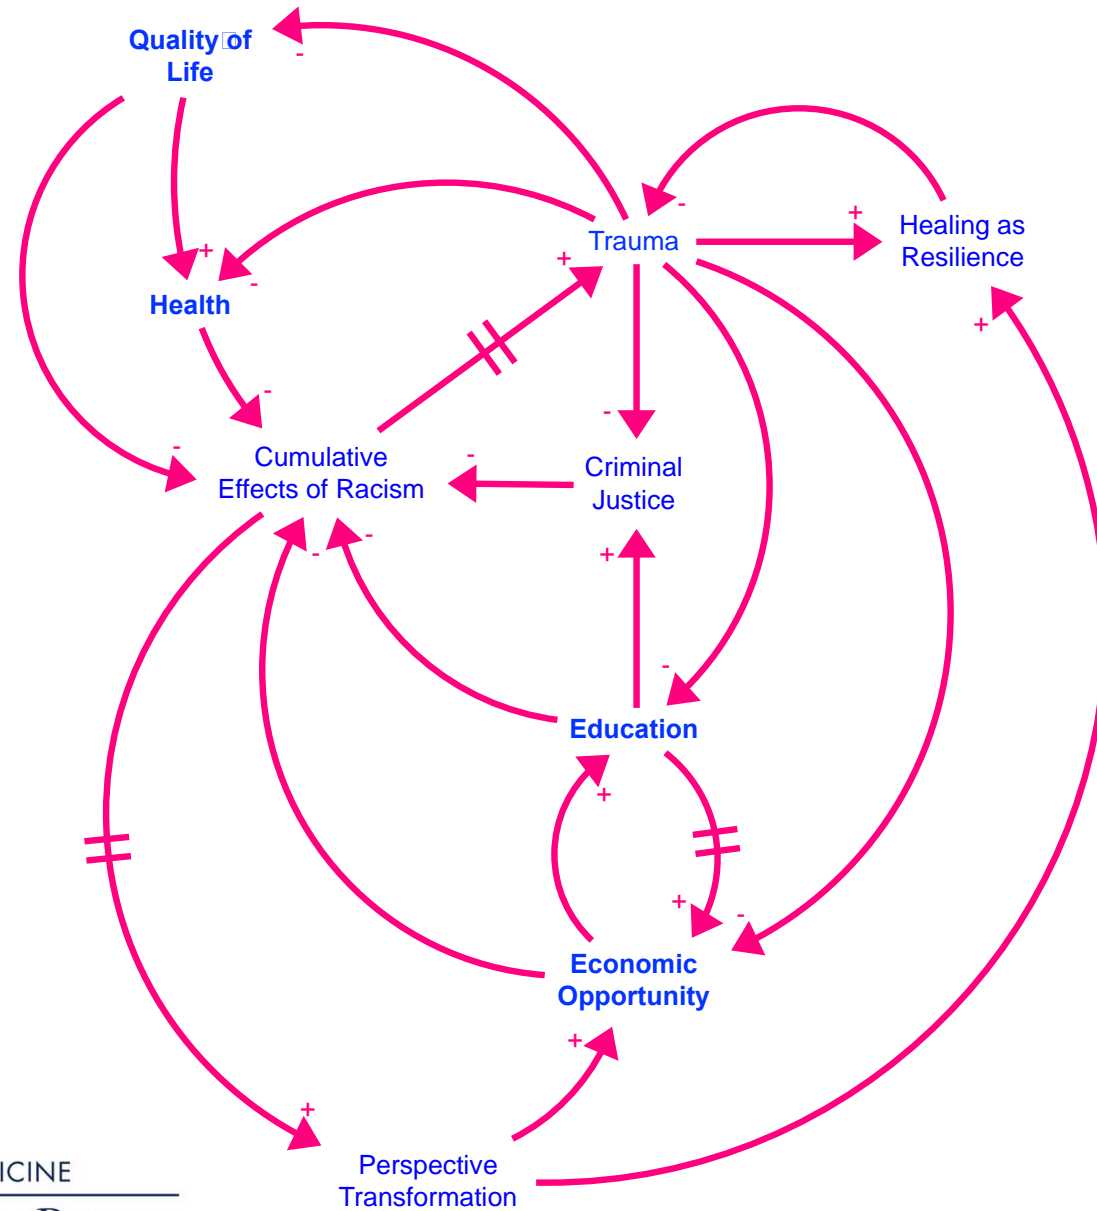 Quality of
Life
-
-
+
Trauma
Healing as
Resilience
+
-
+
-
Health
+
-
-
-
-
Cumulative
Effects of Racism
-
Criminal
Justice
-
-
+
-
Education
+
+
-
Economic
Opportunity
+
+
Perspective
Transformation